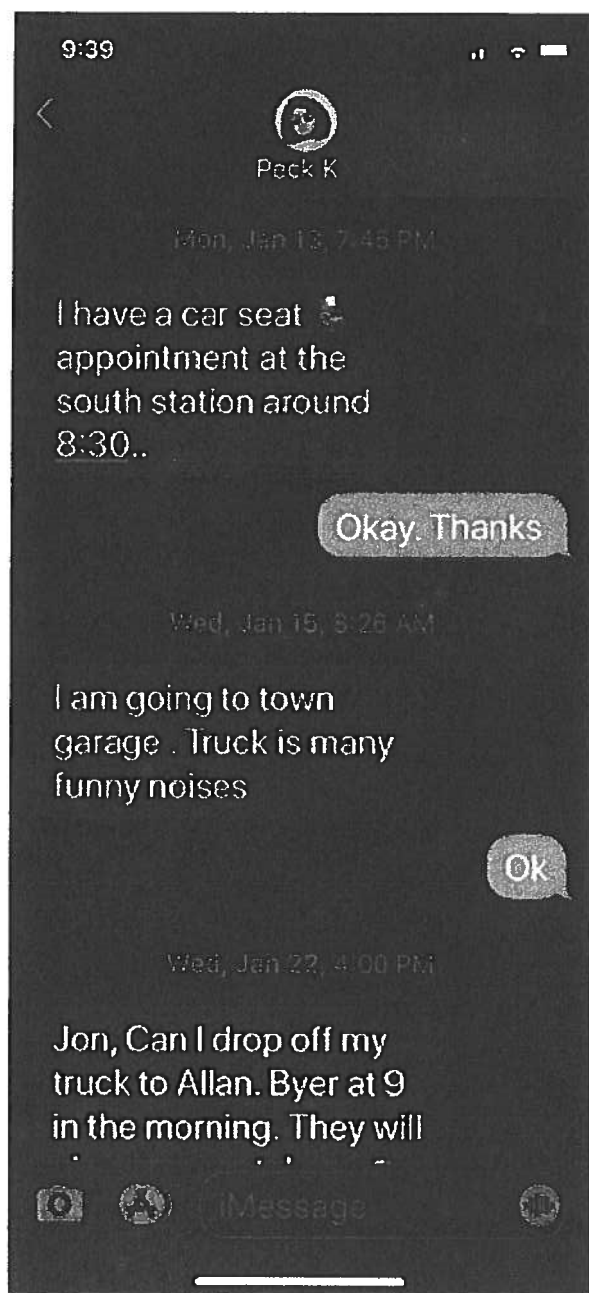 9:39
Pack K
Mon, Jan 13, 7:45 PM
I have a car seat
appointment at the
south station around
8:30..
Okay. Thanks
Wed, Jan 15, 8:26 AM
I am going to town
garage . Truck is many
funny noises
Ok
Wed, Jan 22, 4:00 PM
Jon, Can I drop off my
truck to Allan. Byer at 9
in the morning. They will
iMessage